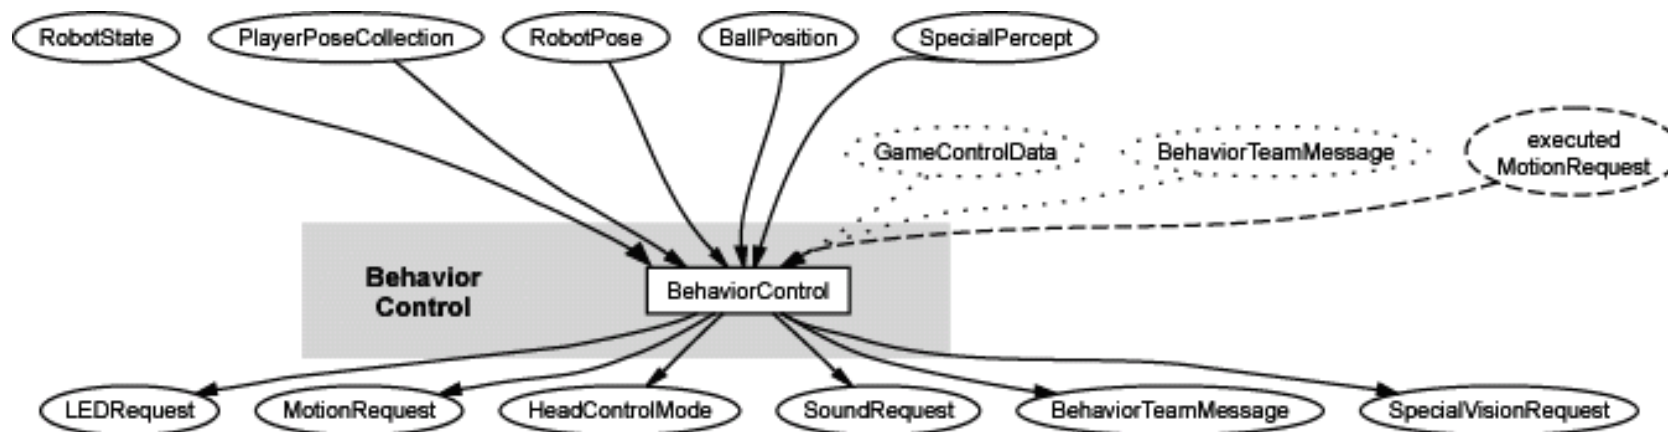 RobotState
PlayerPoseCollection
RobotPose
BallPosition
SpecialPercept
GameControlData
BehaviorTeamMessage
executed
MotionRequest
Behavior
Control
BehaviorControl
LEDRequest
MotionRequest
HeadControlMode
SoundRequest
BehaviorTeamMessage
SpecialVisionRequest